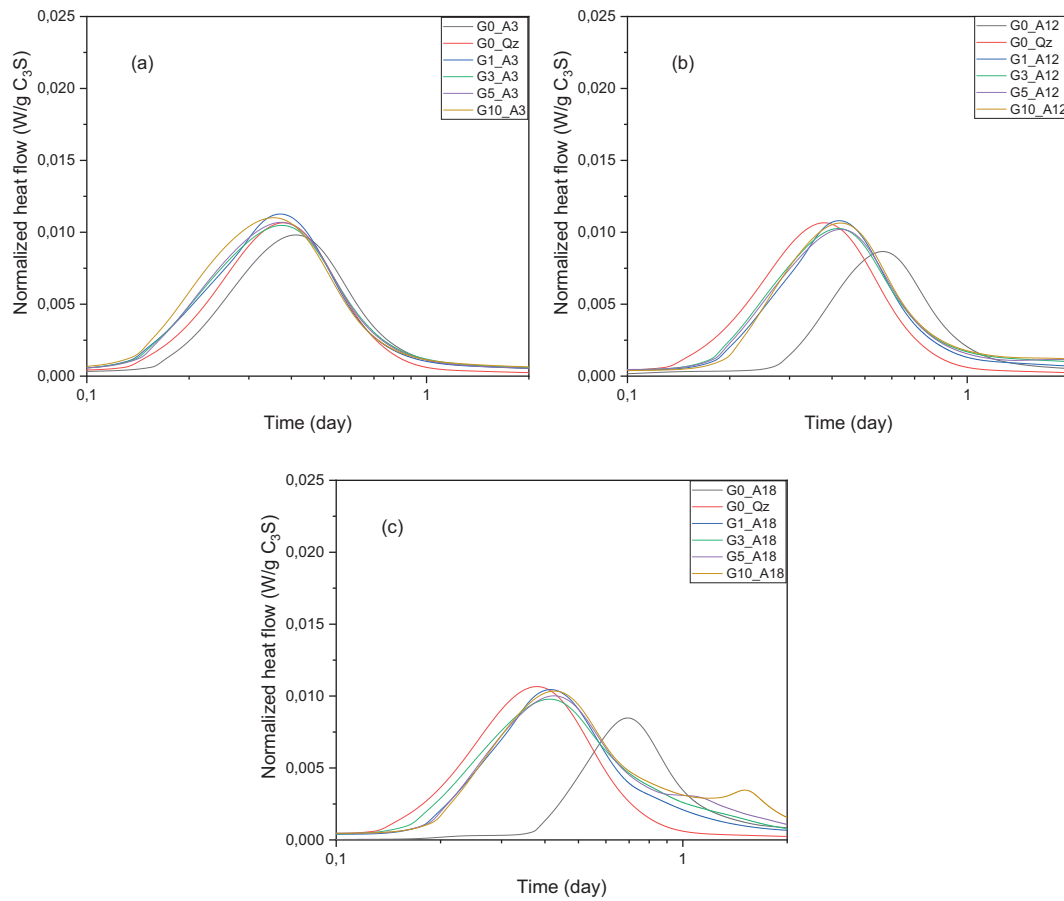 (a)
Normalized heat flow (W/g C₃S)
0,025
0,020
0,015
0,010
0,005
0,000
0,1
1
Time (day)
G0_A3
G0_Qz
G1_A3
G3_A3
G5_A3
G10_A3
(b)
Normalized heat flow (W/g C₃S)
0,025
0,020
0,015
0,010
0,005
0,000
0,1
1
Time (day)
G0_A12
G0_Qz
G1_A12
G3_A12
G5_A12
G10_A12
(c)
Normalized heat flow (W/g C₃S)
0,025
0,020
0,015
0,010
0,005
0,000
0,1
1
Time (day)
G0_A18
G0_Qz
G1_A18
G3_A18
G5_A18
G10_A18